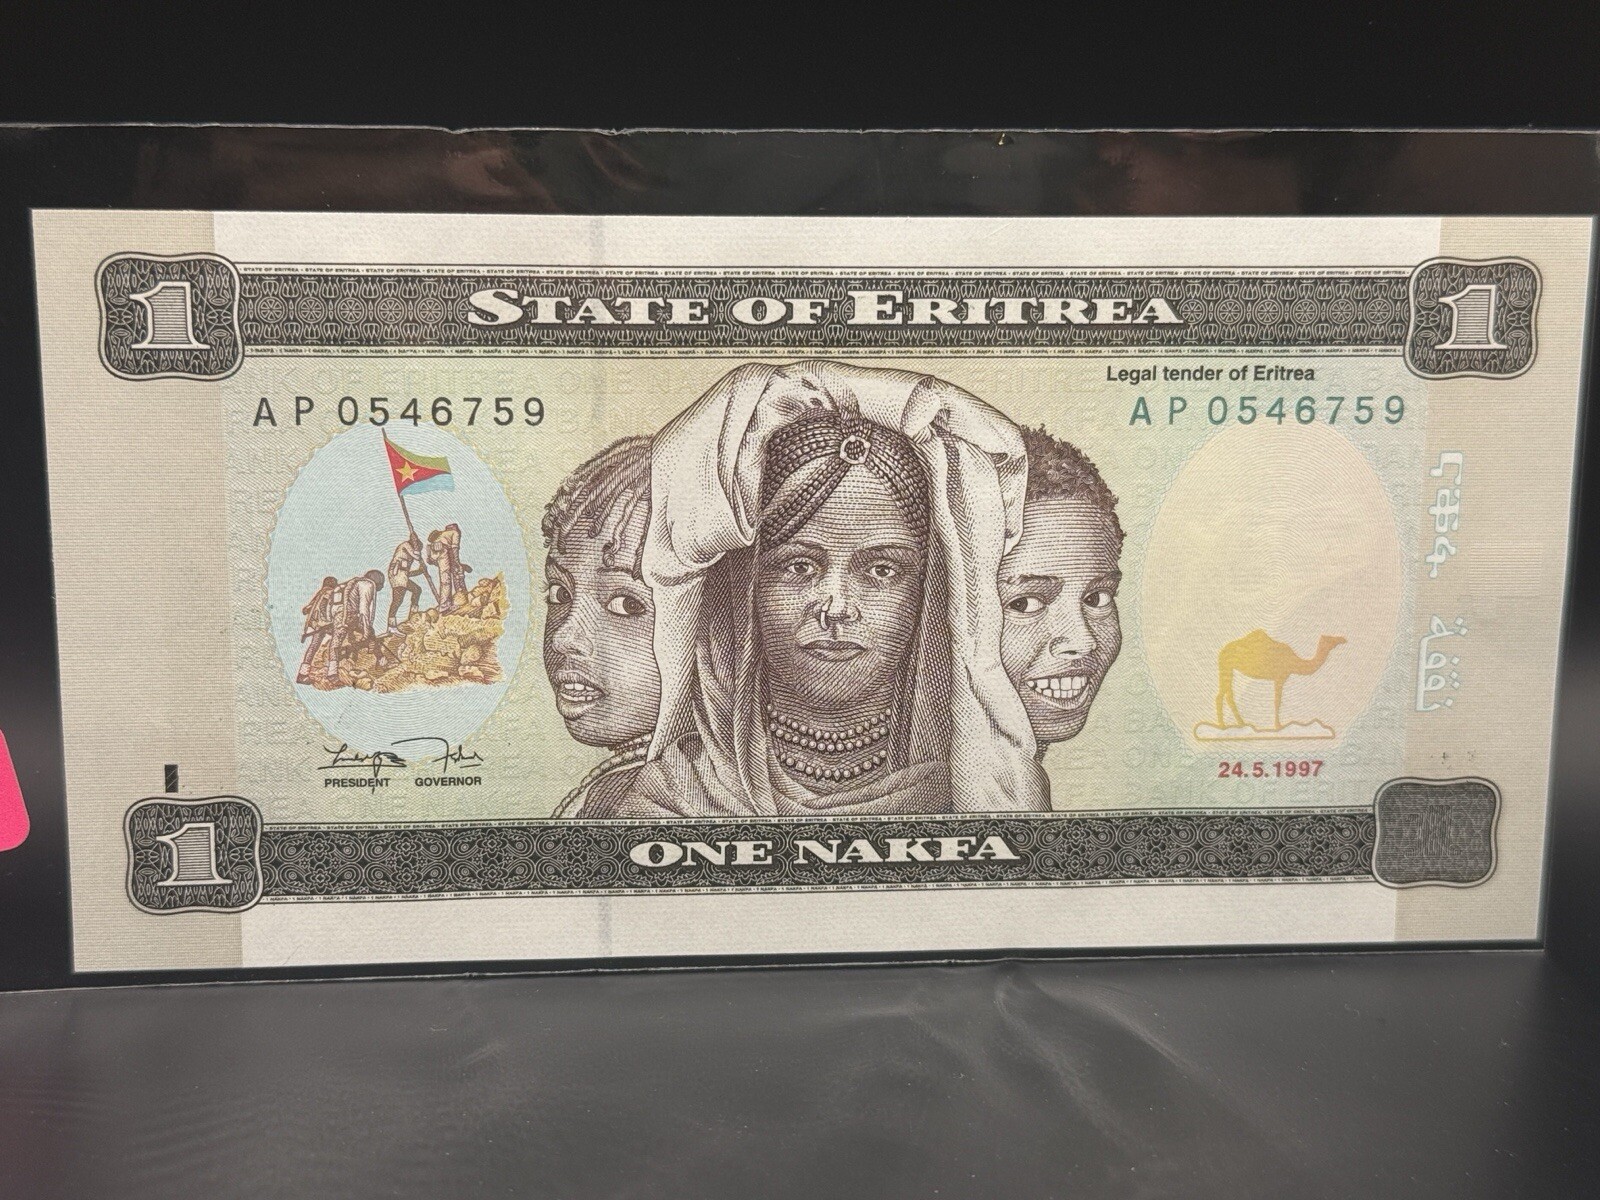 1
STATE OF ERITREA
1
Legal tender of Eritrea
AP 0546759
AP 0546759
ናቕፋ
نقفة
PRESIDENT
GOVERNOR
24.5.1997
1
ONE NAKFA